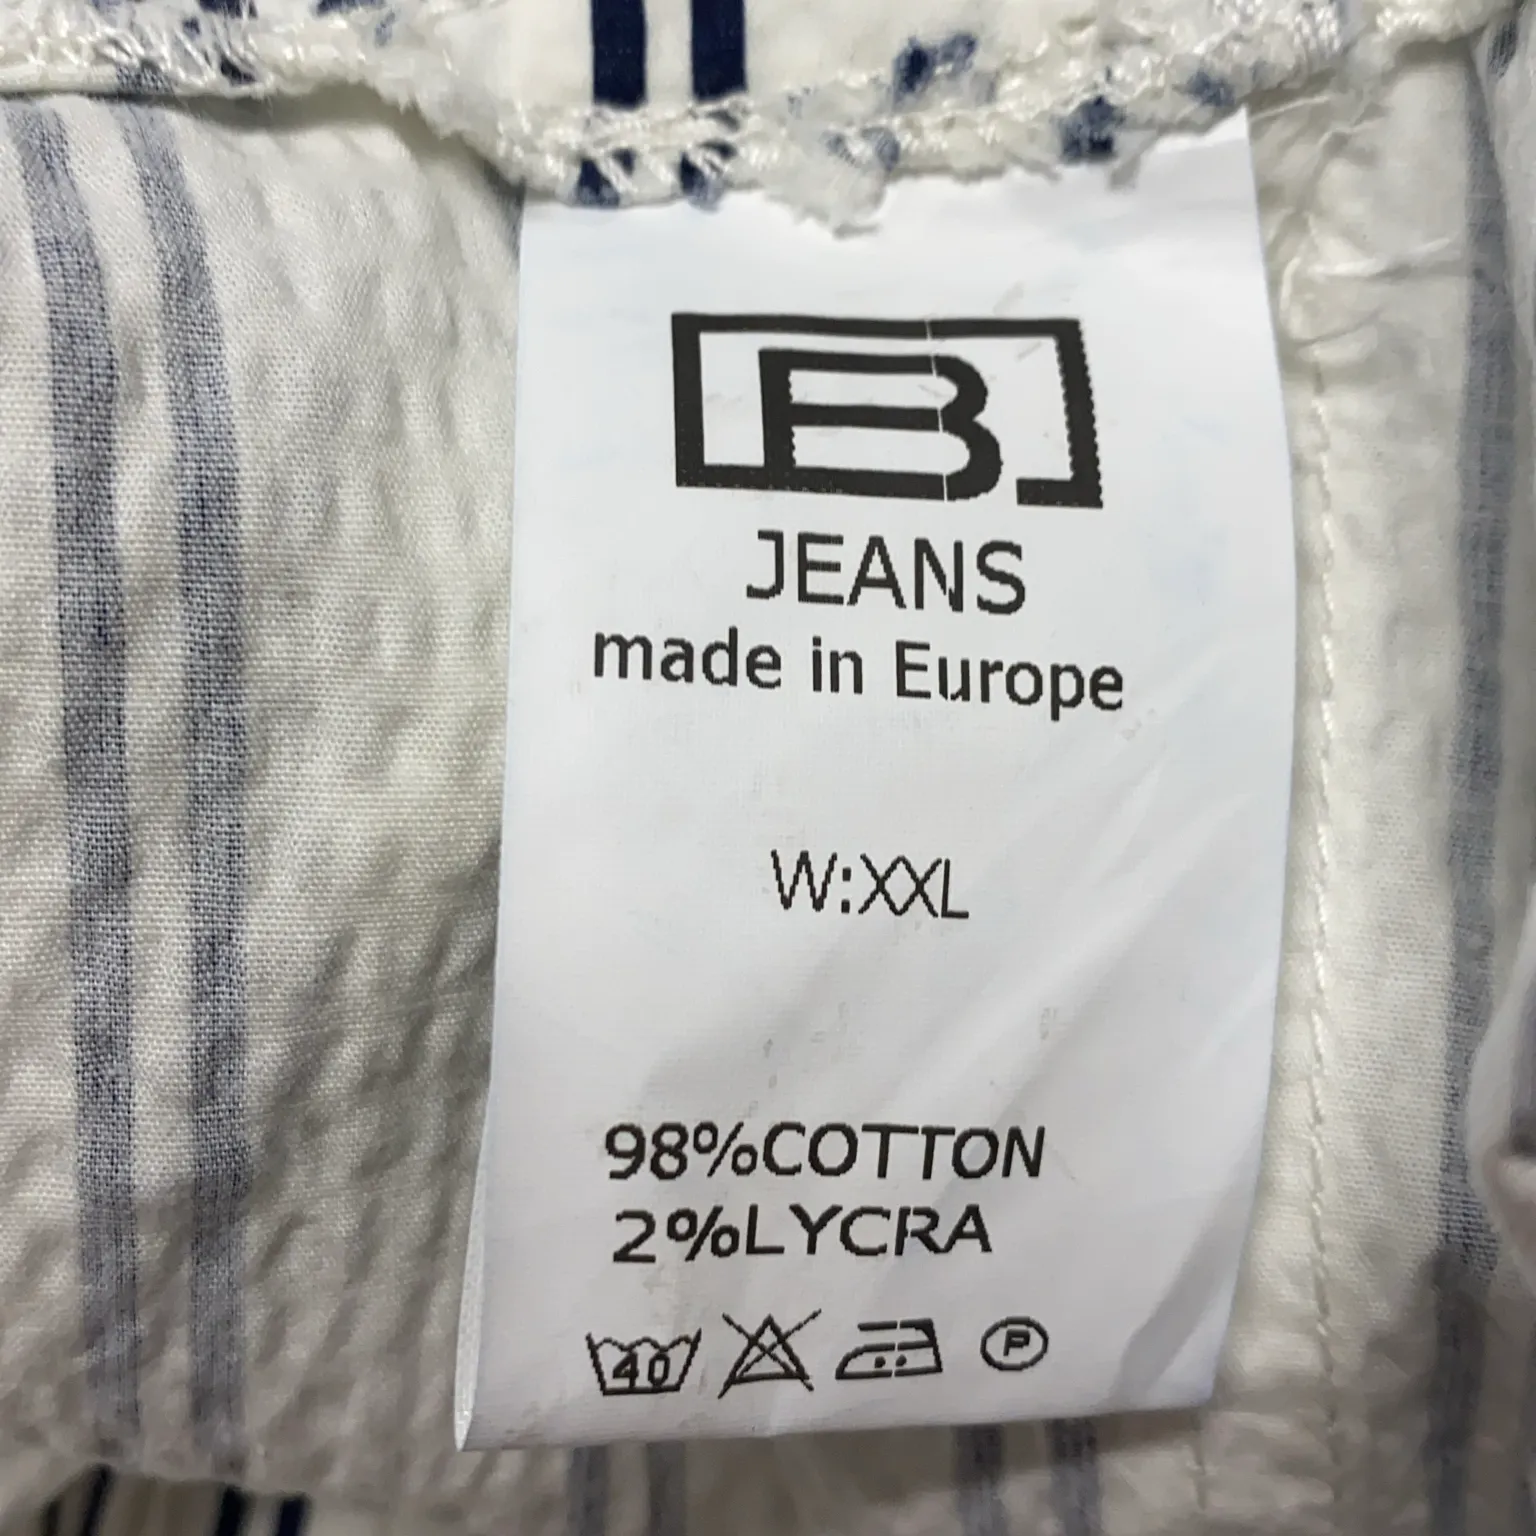 B
JEANS
made in Europe
W:XXL
98%COTTON
2%LYCRA
40 P